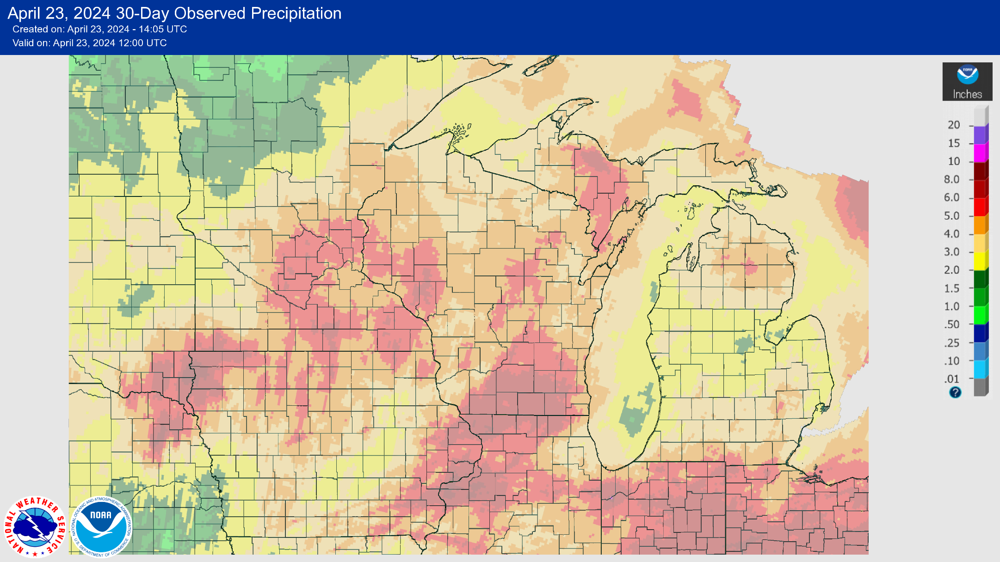 April 23, 2024 30-Day Observed Precipitation
Created on: April 23, 2024 - 14:05 UTC
Valid on: April 23, 2024 12:00 UTC
NOAA
Inches
20
15
10
8.0
6.0
5.0
4.0
3.0
2.0
1.5
1.0
.50
.25
.10
.01
?
NATIONAL WEATHER SERVICE
NATIONAL OCEANIC AND ATMOSPHERIC ADMINISTRATION
NOAA
U.S. DEPARTMENT OF COMMERCE